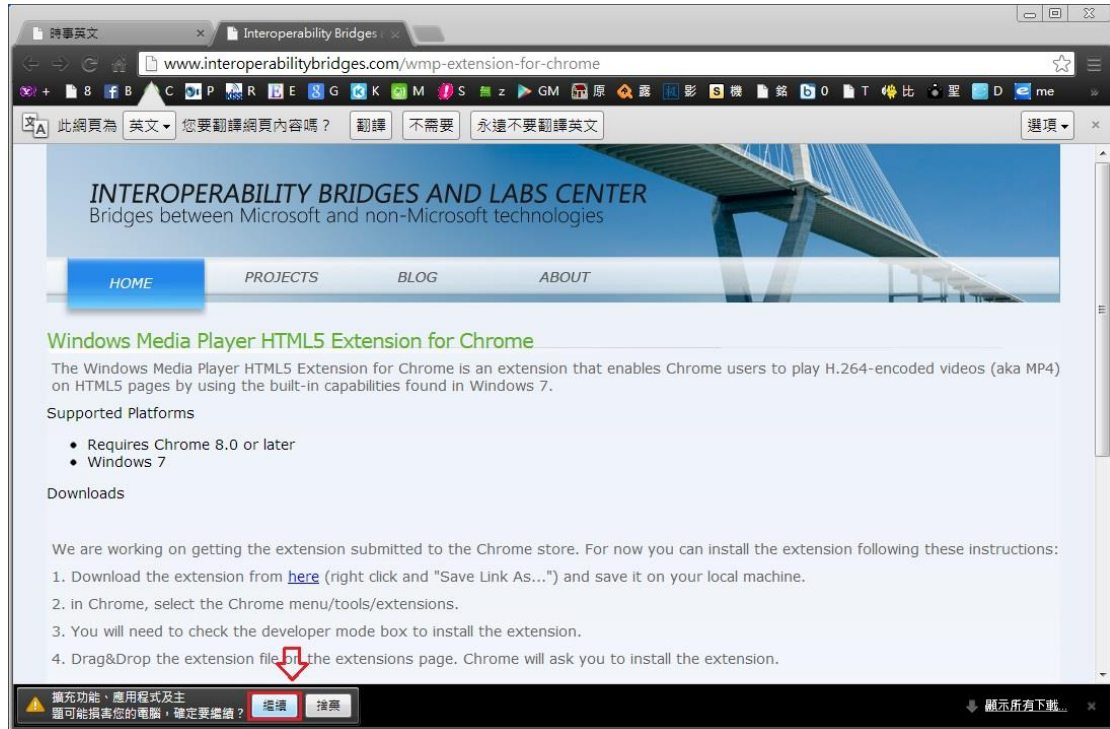 時事英文
Interoperability Bridges
www.interoperabilitybridges.com/wmp-extension-for-chrome
+ 8 B C P R E G K M S z GM 原 露 影 機 銘 0 T 比 聖 D me »
此網頁為 英文 您要翻譯網頁內容嗎？ 翻譯 不需要 永遠不要翻譯英文 選項
INTEROPERABILITY BRIDGES AND LABS CENTER
Bridges between Microsoft and non-Microsoft technologies
HOME PROJECTS BLOG ABOUT
Windows Media Player HTML5 Extension for Chrome
The Windows Media Player HTML5 Extension for Chrome is an extension that enables Chrome users to play H.264-encoded videos (aka MP4)
on HTML5 pages by using the built-in capabilities found in Windows 7.
Supported Platforms
• Requires Chrome 8.0 or later
• Windows 7
Downloads
We are working on getting the extension submitted to the Chrome store. For now you can install the extension following these instructions:
1. Download the extension from here (right click and "Save Link As...") and save it on your local machine.
2. in Chrome, select the Chrome menu/tools/extensions.
3. You will need to check the developer mode box to install the extension.
4. Drag&Drop the extension file on the extensions page. Chrome will ask you to install the extension.
擴充功能、應用程式及主
題可能損害您的電腦，確定要繼續？ 繼續 捨棄 顯示所有下載...